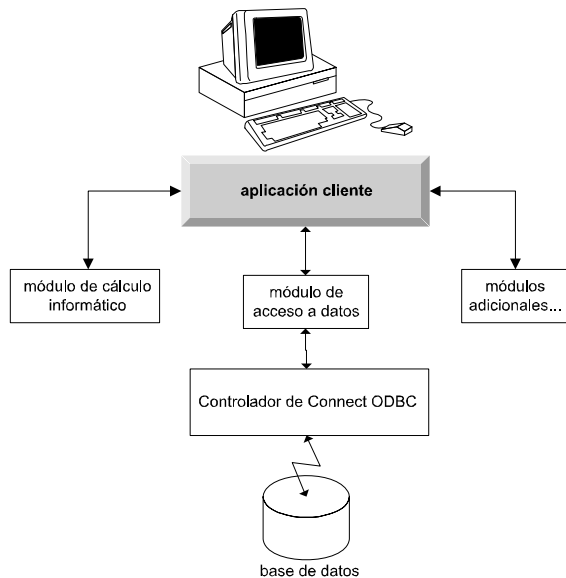 aplicación cliente
módulo de cálculo
informático
módulo de
acceso a datos
módulos
adicionales...
Controlador de Connect ODBC
base de datos